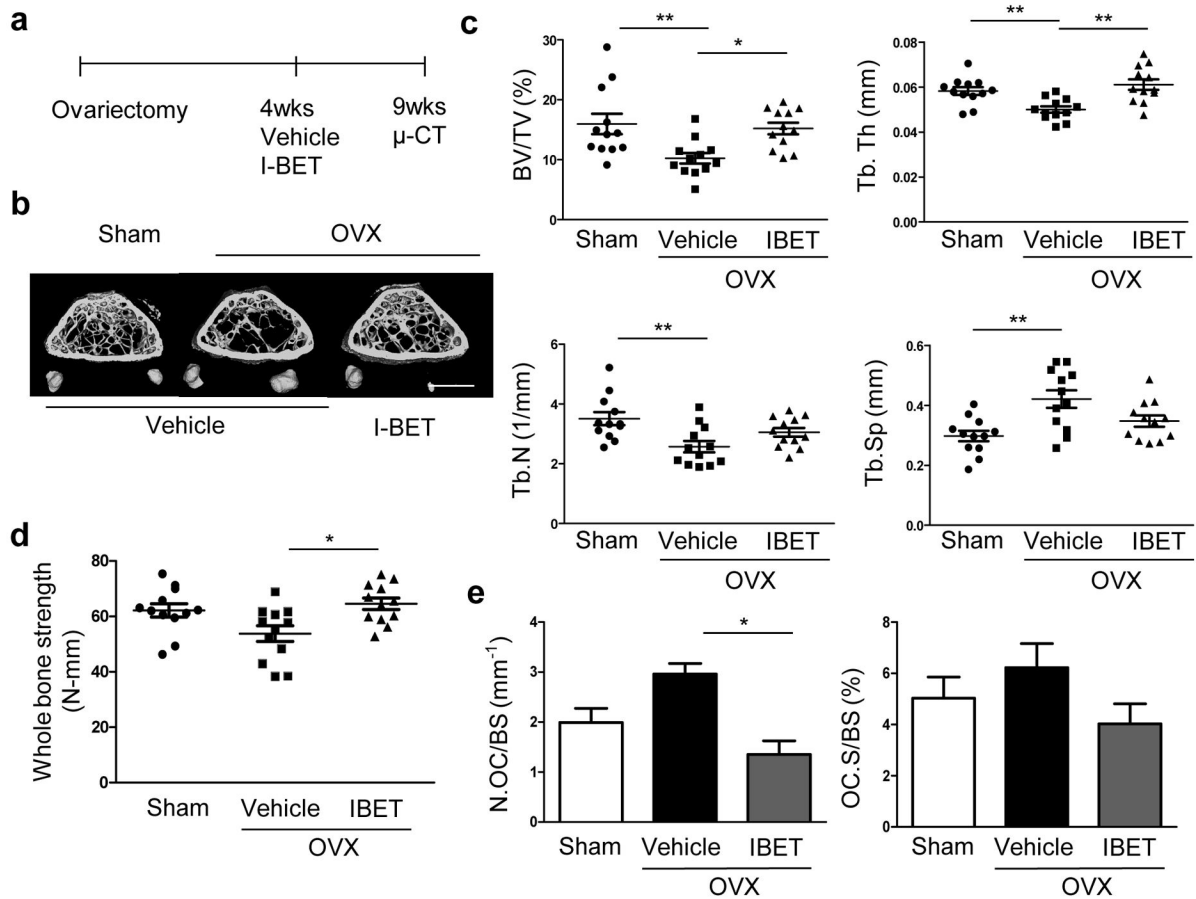 a
Ovariectomy
4wks
Vehicle
I-BET
9wks
μ-CT
b
Sham
OVX
Vehicle
I-BET
c
BV/TV (%)
30
20
10
0
**
*
Sham
Vehicle
IBET
OVX
Tb. Th (mm)
0.08
0.06
0.04
0.02
0.00
**
**
Sham
Vehicle
IBET
OVX
Tb.N (1/mm)
6
4
2
0
**
Sham
Vehicle
IBET
OVX
Tb.Sp (mm)
0.6
0.4
0.2
0.0
**
Sham
Vehicle
IBET
OVX
d
Whole bone strength
(N-mm)
80
60
40
20
0
*
Sham
Vehicle
IBET
OVX
e
N.OC/BS (mm⁻¹)
4
3
2
1
0
*
Sham
Vehicle
IBET
OVX
OC.S/BS (%)
8
6
4
2
0
Sham
Vehicle
IBET
OVX